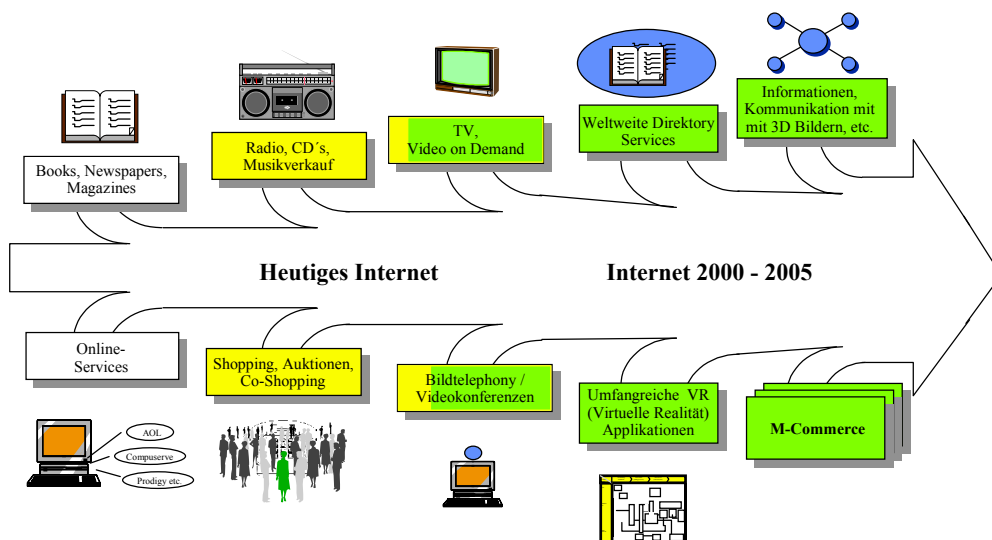 Books, Newspapers,
Magazines
Radio, CD´s,
Musikverkauf
TV,
Video on Demand
Weltweite Direktory
Services
Informationen,
Kommunikation mit
mit 3D Bildern, etc.
Heutiges Internet
Internet 2000 - 2005
Online-
Services
Shopping, Auktionen,
Co-Shopping
Bildtelephony /
Videokonferenzen
Umfangreiche VR
(Virtuelle Realität)
Applikationen
M-Commerce
AOL
Compuserve
Prodigy etc.